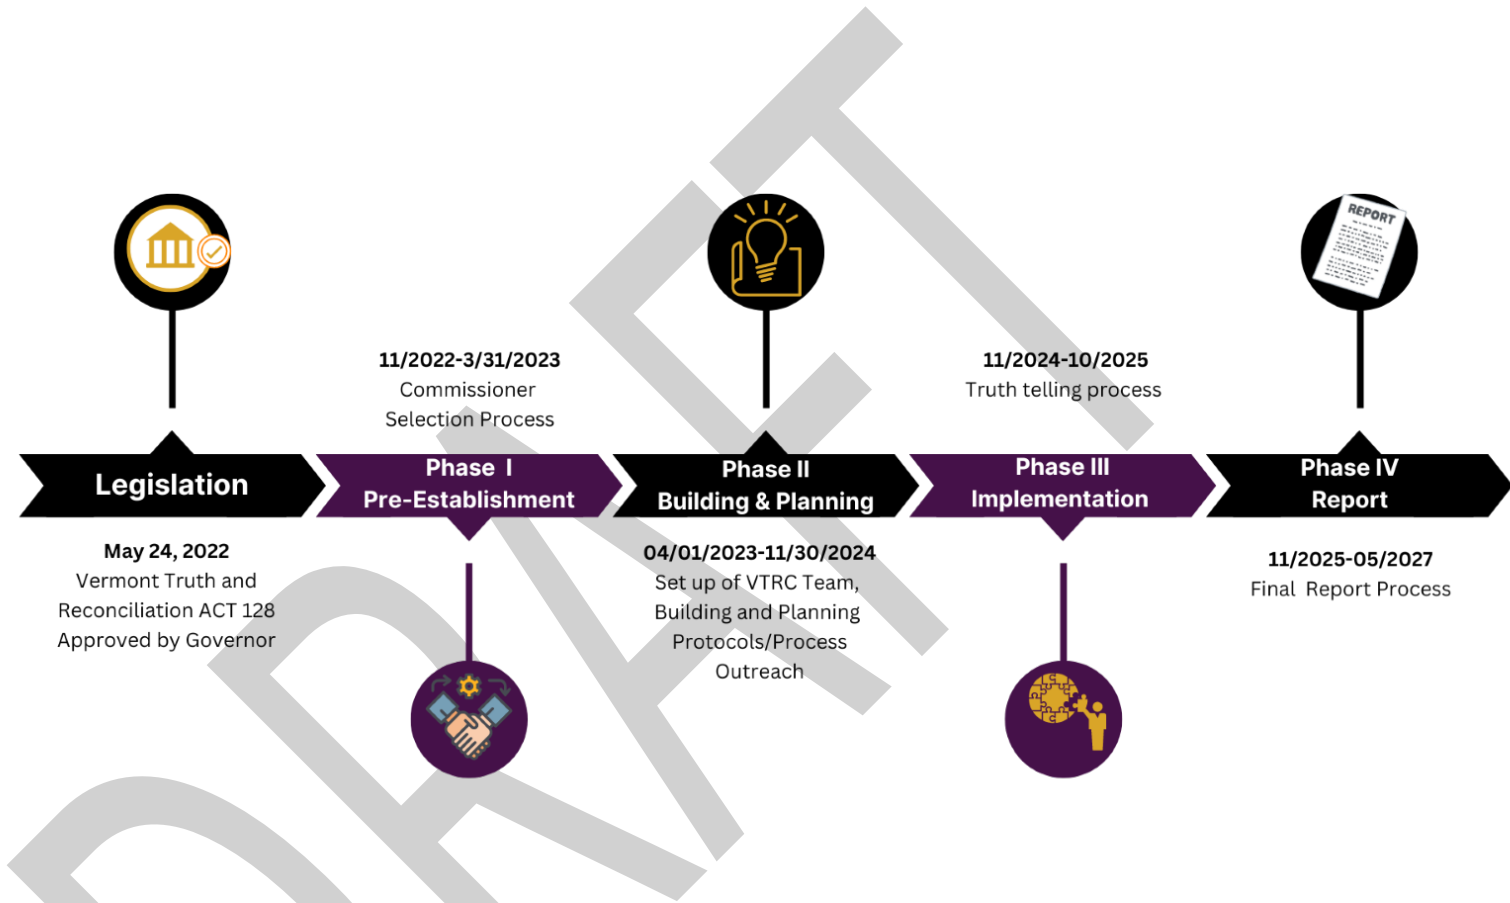 DRAFT
REPORT
11/2022-3/31/2023
Commissioner
Selection Process
11/2024-10/2025
Truth telling process
Legislation
Phase I
Pre-Establishment
Phase II
Building & Planning
Phase III
Implementation
Phase IV
Report
May 24, 2022
Vermont Truth and
Reconciliation ACT 128
Approved by Governor
04/01/2023-11/30/2024
Set up of VTRC Team,
Building and Planning
Protocols/Process
Outreach
11/2025-05/2027
Final  Report Process